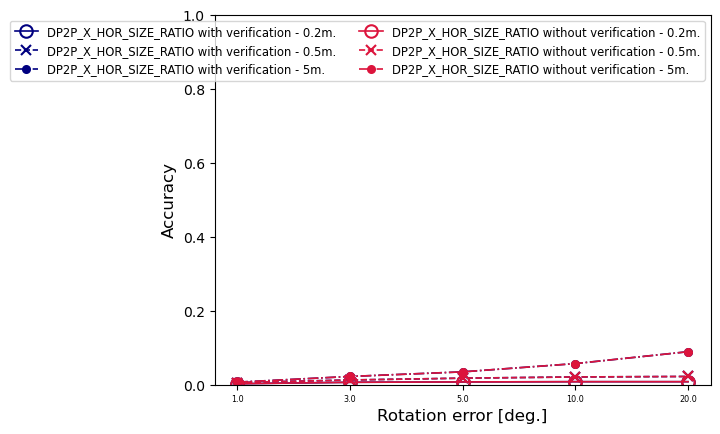 1.0
DP2P_X_HOR_SIZE_RATIO with verification - 0.2m.
DP2P_X_HOR_SIZE_RATIO with verification - 0.5m.
DP2P_X_HOR_SIZE_RATIO with verification - 5m.
DP2P_X_HOR_SIZE_RATIO without verification - 0.2m.
DP2P_X_HOR_SIZE_RATIO without verification - 0.5m.
DP2P_X_HOR_SIZE_RATIO without verification - 5m.
0.8
0.6
0.4
0.2
0.0
Accuracy
1.0 3.0 5.0 10.0 20.0
Rotation error [deg.]